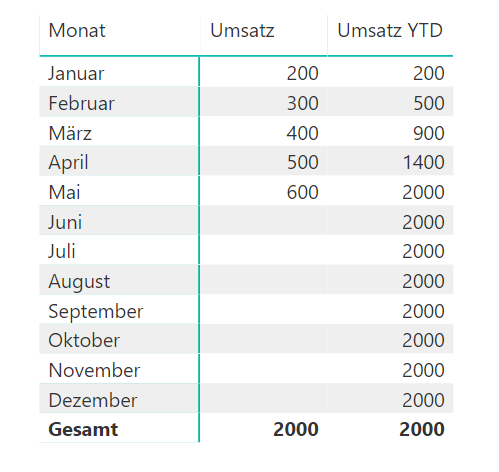 Monat Umsatz Umsatz YTD
Januar 200 200
Februar 300 500
März 400 900
April 500 1400
Mai 600 2000
Juni 2000
Juli 2000
August 2000
September 2000
Oktober 2000
November 2000
Dezember 2000
Gesamt 2000 2000